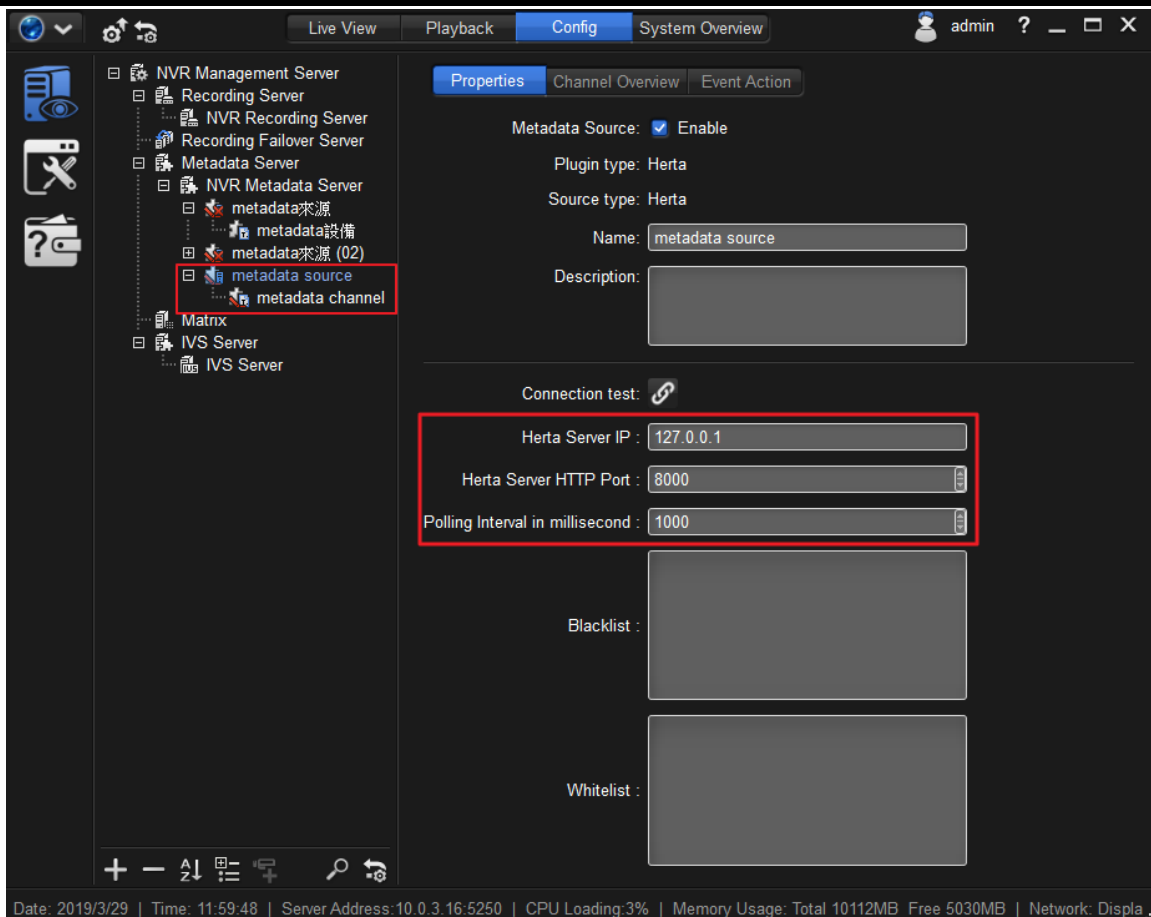 Live View Playback Config System Overview admin ?
NVR Management Server
Recording Server
NVR Recording Server
Recording Failover Server
Metadata Server
NVR Metadata Server
metadata來源
metadata設備
metadata來源 (02)
metadata source
metadata channel
Matrix
IVS Server
IVS Server
Properties Channel Overview Event Action
Metadata Source: Enable
Plugin type: Herta
Source type: Herta
Name: metadata source
Description:
Connection test:
Herta Server IP : 127.0.0.1
Herta Server HTTP Port : 8000
Polling Interval in millisecond : 1000
Blacklist :
Whitelist :
Date: 2019/3/29 | Time: 11:59:48 | Server Address:10.0.3.16:5250 | CPU Loading:3% | Memory Usage: Total 10112MB Free 5030MB | Network: Displa